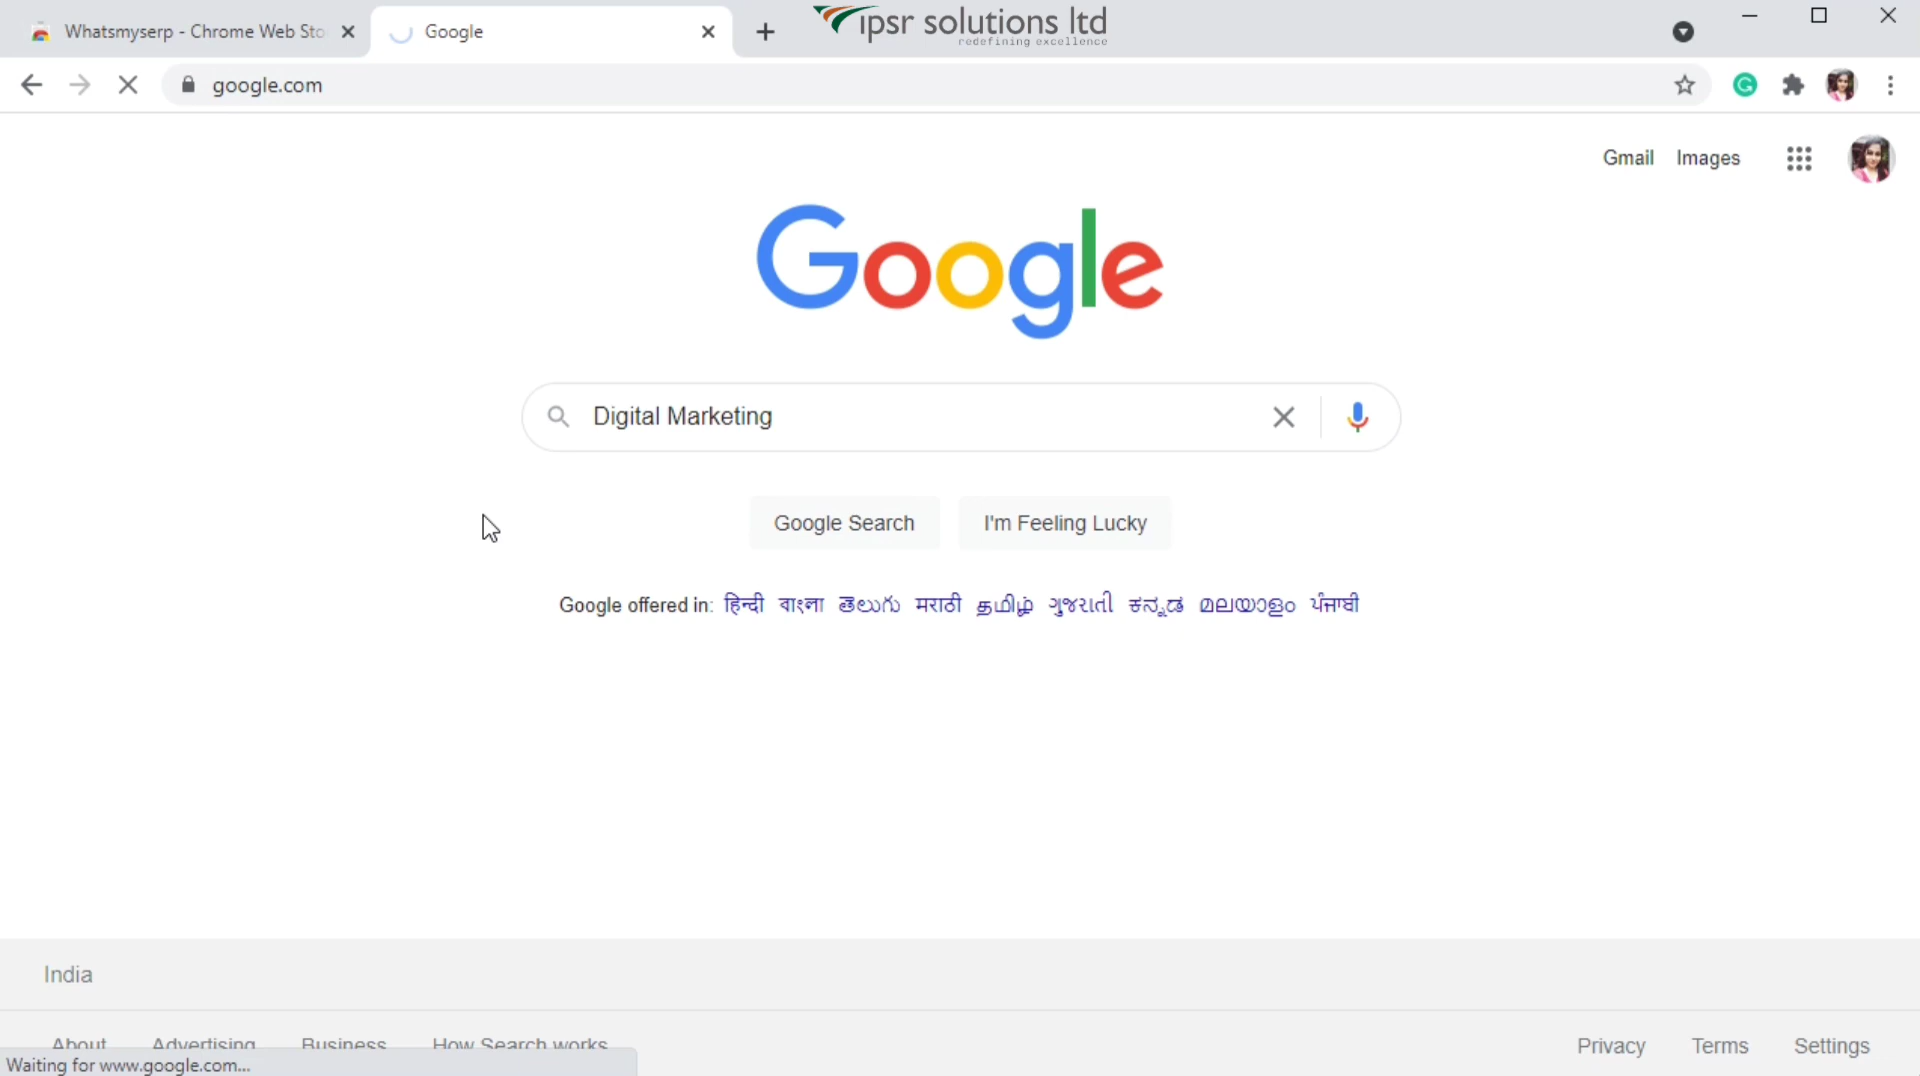 Whatsmyserp - Chrome Web Sto
Google
ipsr solutions ltd
redefining excellence
google.com
Gmail Images
Google
Digital Marketing
Google Search I'm Feeling Lucky
Google offered in: हिन्दी বাংলা తెలుగు मराठी தமிழ் ગુજરાતી ಕನ್ನಡ മലയാളം ਪੰਜਾਬੀ
India
About Advertising Business How Search works Privacy Terms Settings
Waiting for www.google.com...